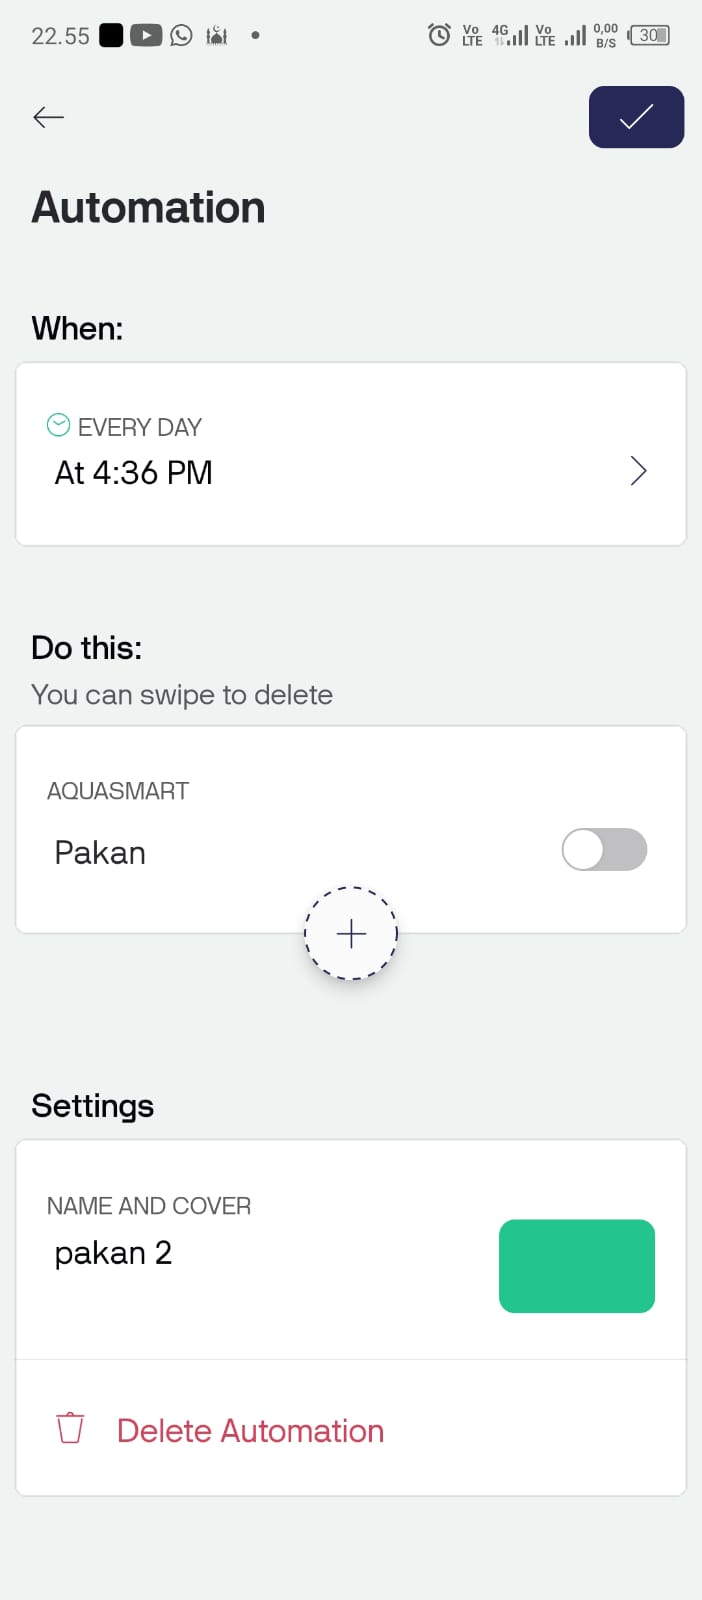 22.55
Vo LTE 4G Vo LTE 0,00 B/S 30
Automation
When:
EVERY DAY
At 4:36 PM
Do this:
You can swipe to delete
AQUASMART
Pakan
Settings
NAME AND COVER
pakan 2
Delete Automation